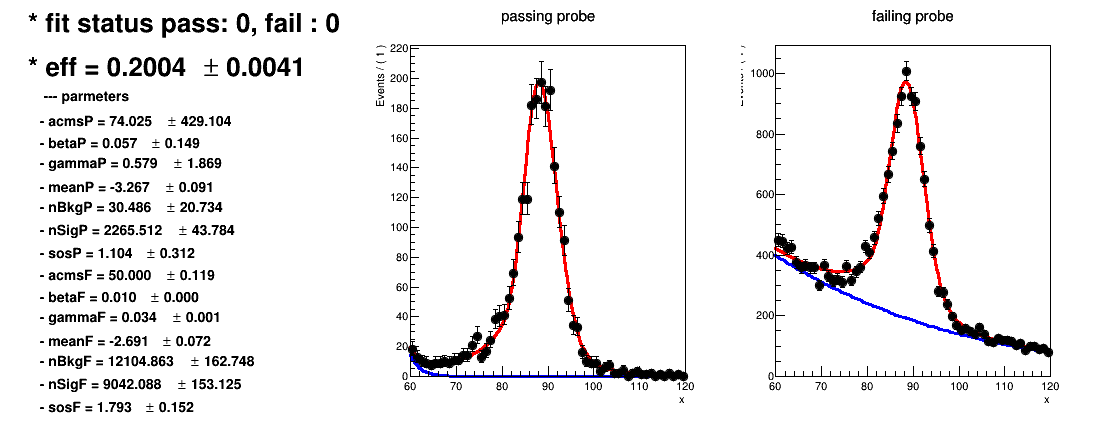 * fit status pass: 0, fail : 0
* eff = 0.2004 ± 0.0041
--- parmeters
- acmsP = 74.025 ± 429.104
- betaP = 0.057 ± 0.149
- gammaP = 0.579 ± 1.869
- meanP = -3.267 ± 0.091
- nBkgP = 30.486 ± 20.734
- nSigP = 2265.512 ± 43.784
- sosP = 1.104 ± 0.312
- acmsF = 50.000 ± 0.119
- betaF = 0.010 ± 0.000
- gammaF = 0.034 ± 0.001
- meanF = -2.691 ± 0.072
- nBkgF = 12104.863 ± 162.748
- nSigF = 9042.088 ± 153.125
- sosF = 1.793 ± 0.152
passing probe
Events / ( 1 )
220
200
180
160
140
120
100
80
60
40
20
0
60 70 80 90 100 110 120
x
failing probe
1000
800
600
400
200
0
60 70 80 90 100 110 120
x